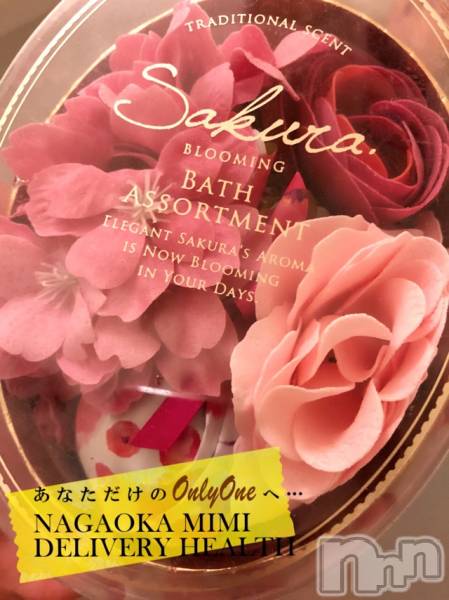 TRADITIONAL SCENT
Sakura.
BLOOMING
BATH
ASSORTMENT
ELEGANT SAKURA'S AROMA
IS NOW BLOOMING
IN YOUR DAYS.
あなただけのOnlyOneへ…
NAGAOKA MIMI
DELIVERY HEALTH
nnn